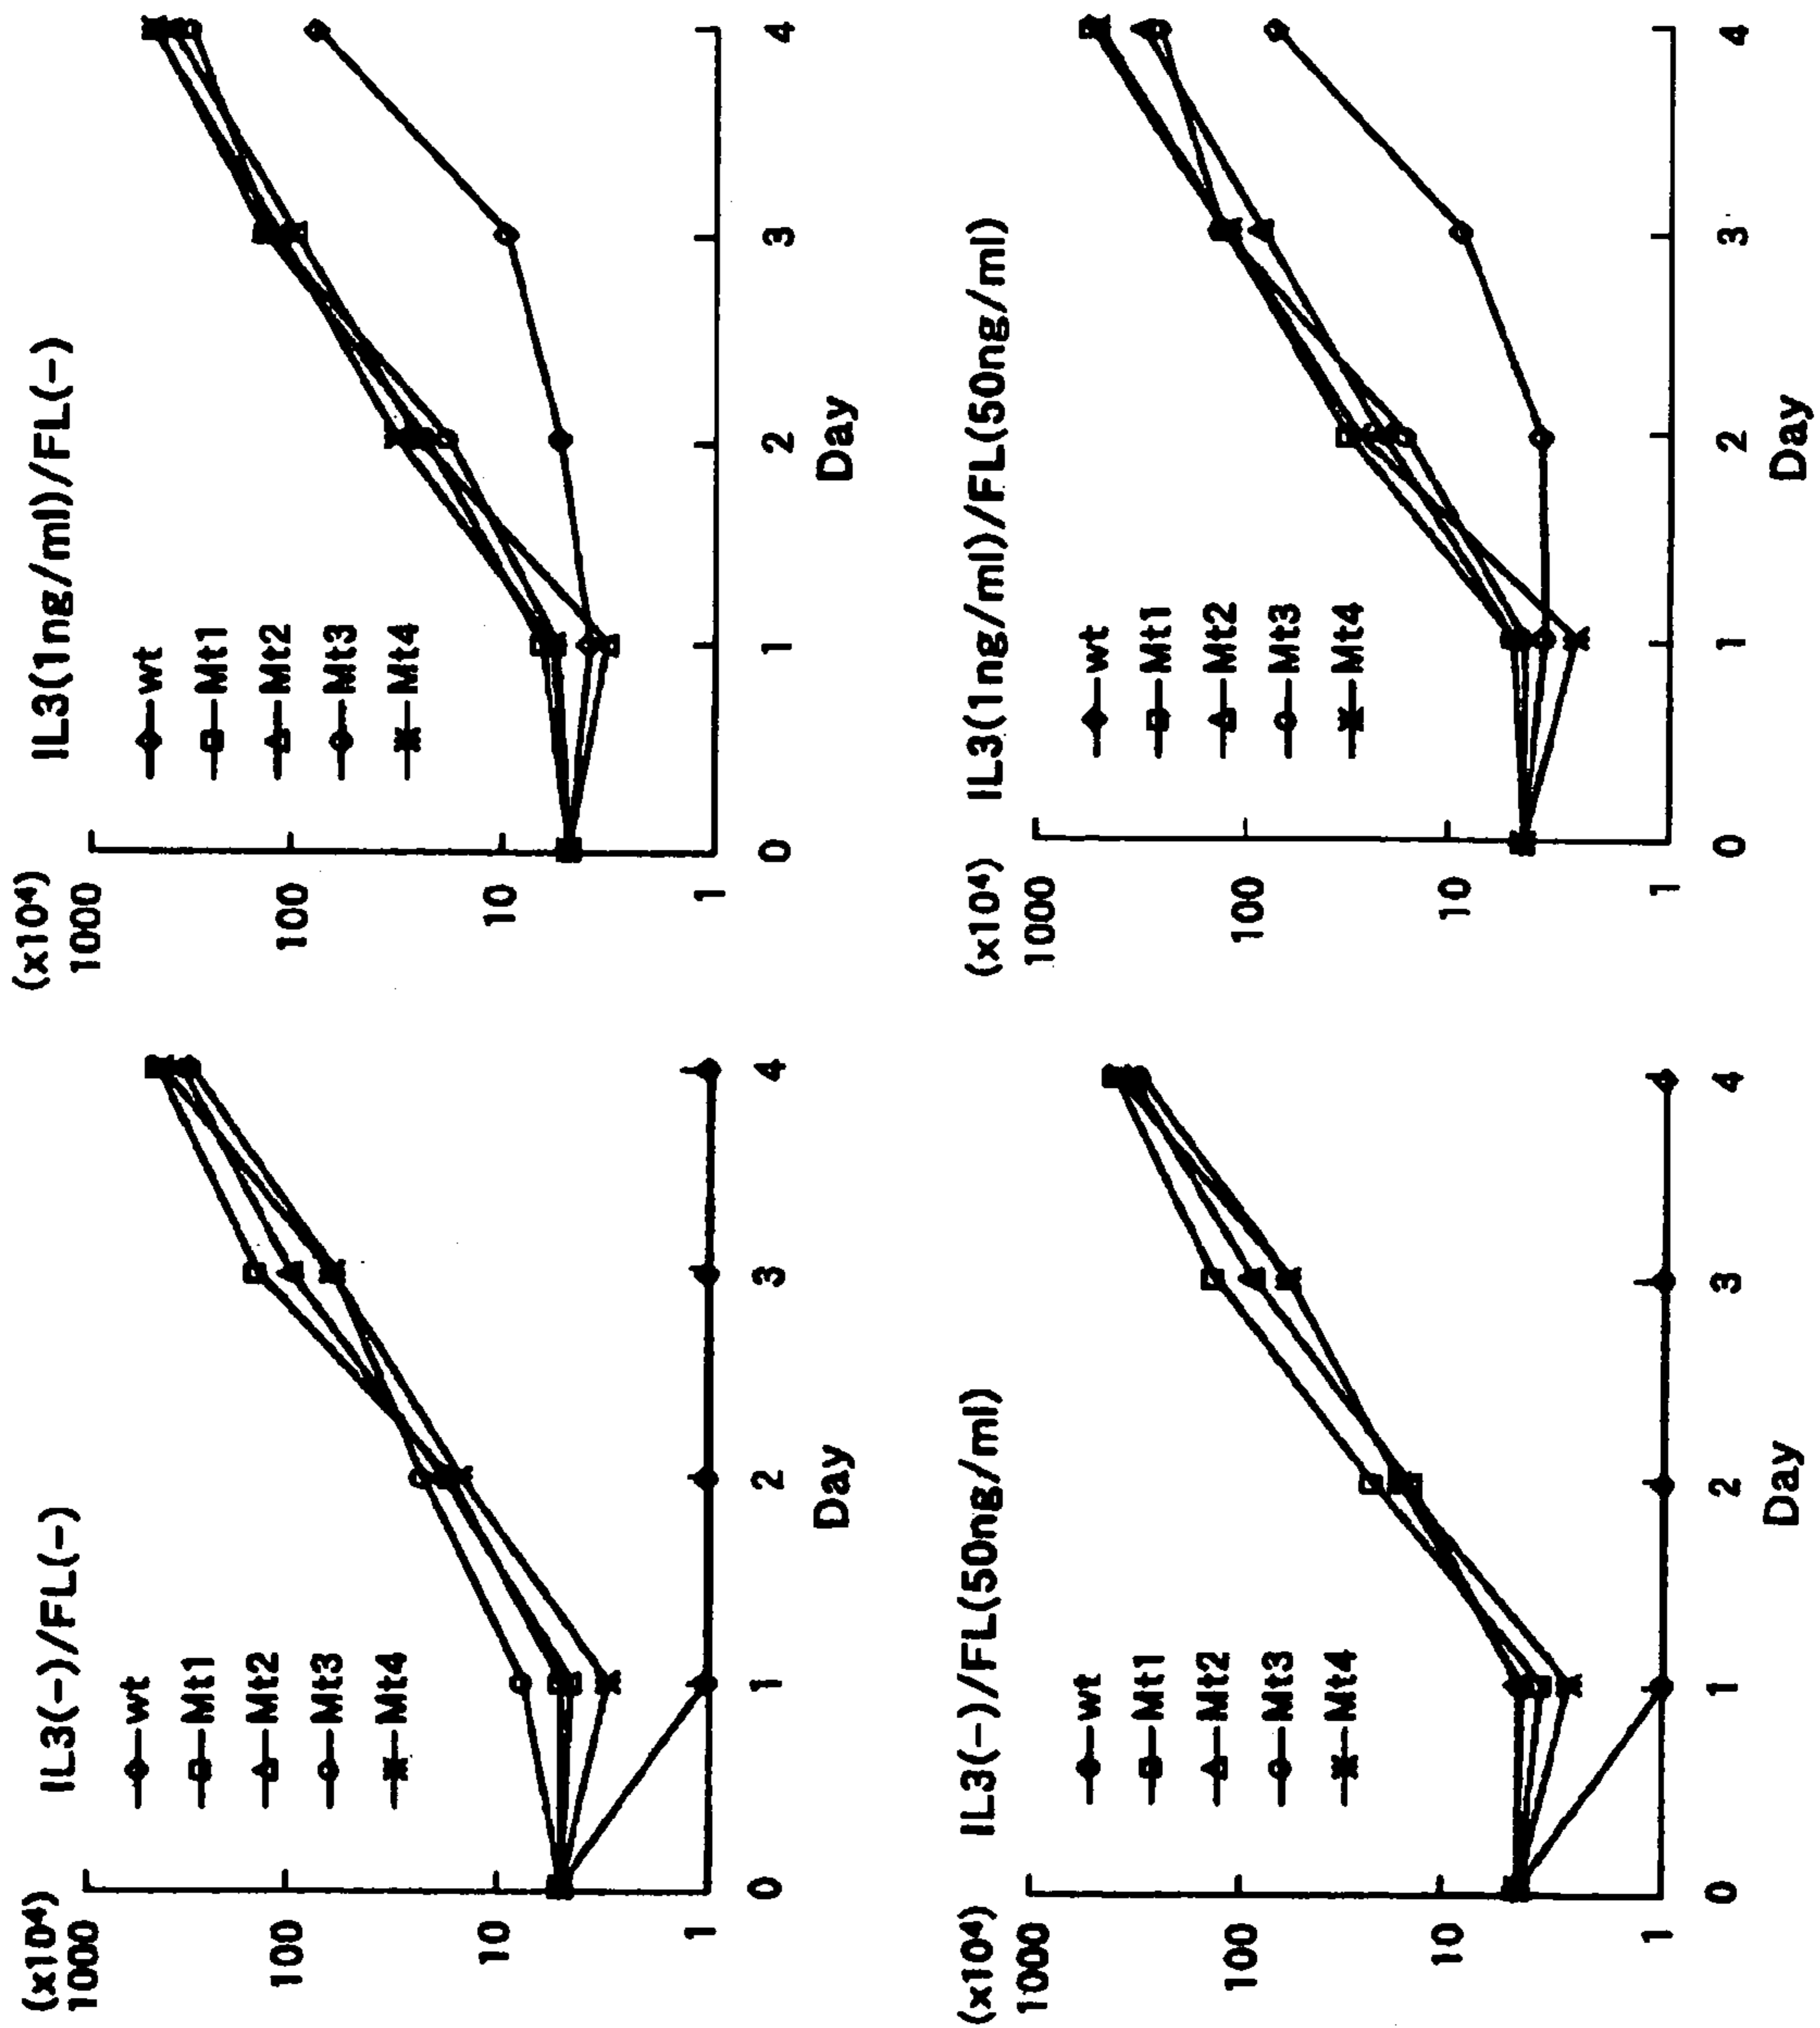 IL3(-)/FL(-)
(x10⁴)
1000
100
10
1
wt
Mt1
Mt2
Mt3
Mt4
0 1 2 3 4
Day
IL3(1ng/ml)/FL(-)
(x10⁴)
1000
100
10
1
wt
Mt1
Mt2
Mt3
Mt4
0 1 2 3 4
Day
IL3(-)/FL(50ng/ml)
(x10⁴)
1000
100
10
1
wt
Mt1
Mt2
Mt3
Mt4
0 1 2 3 4
Day
IL3(1ng/ml)/FL(50ng/ml)
(x10⁴)
1000
100
10
1
wt
Mt1
Mt2
Mt3
Mt4
0 1 2 3 4
Day